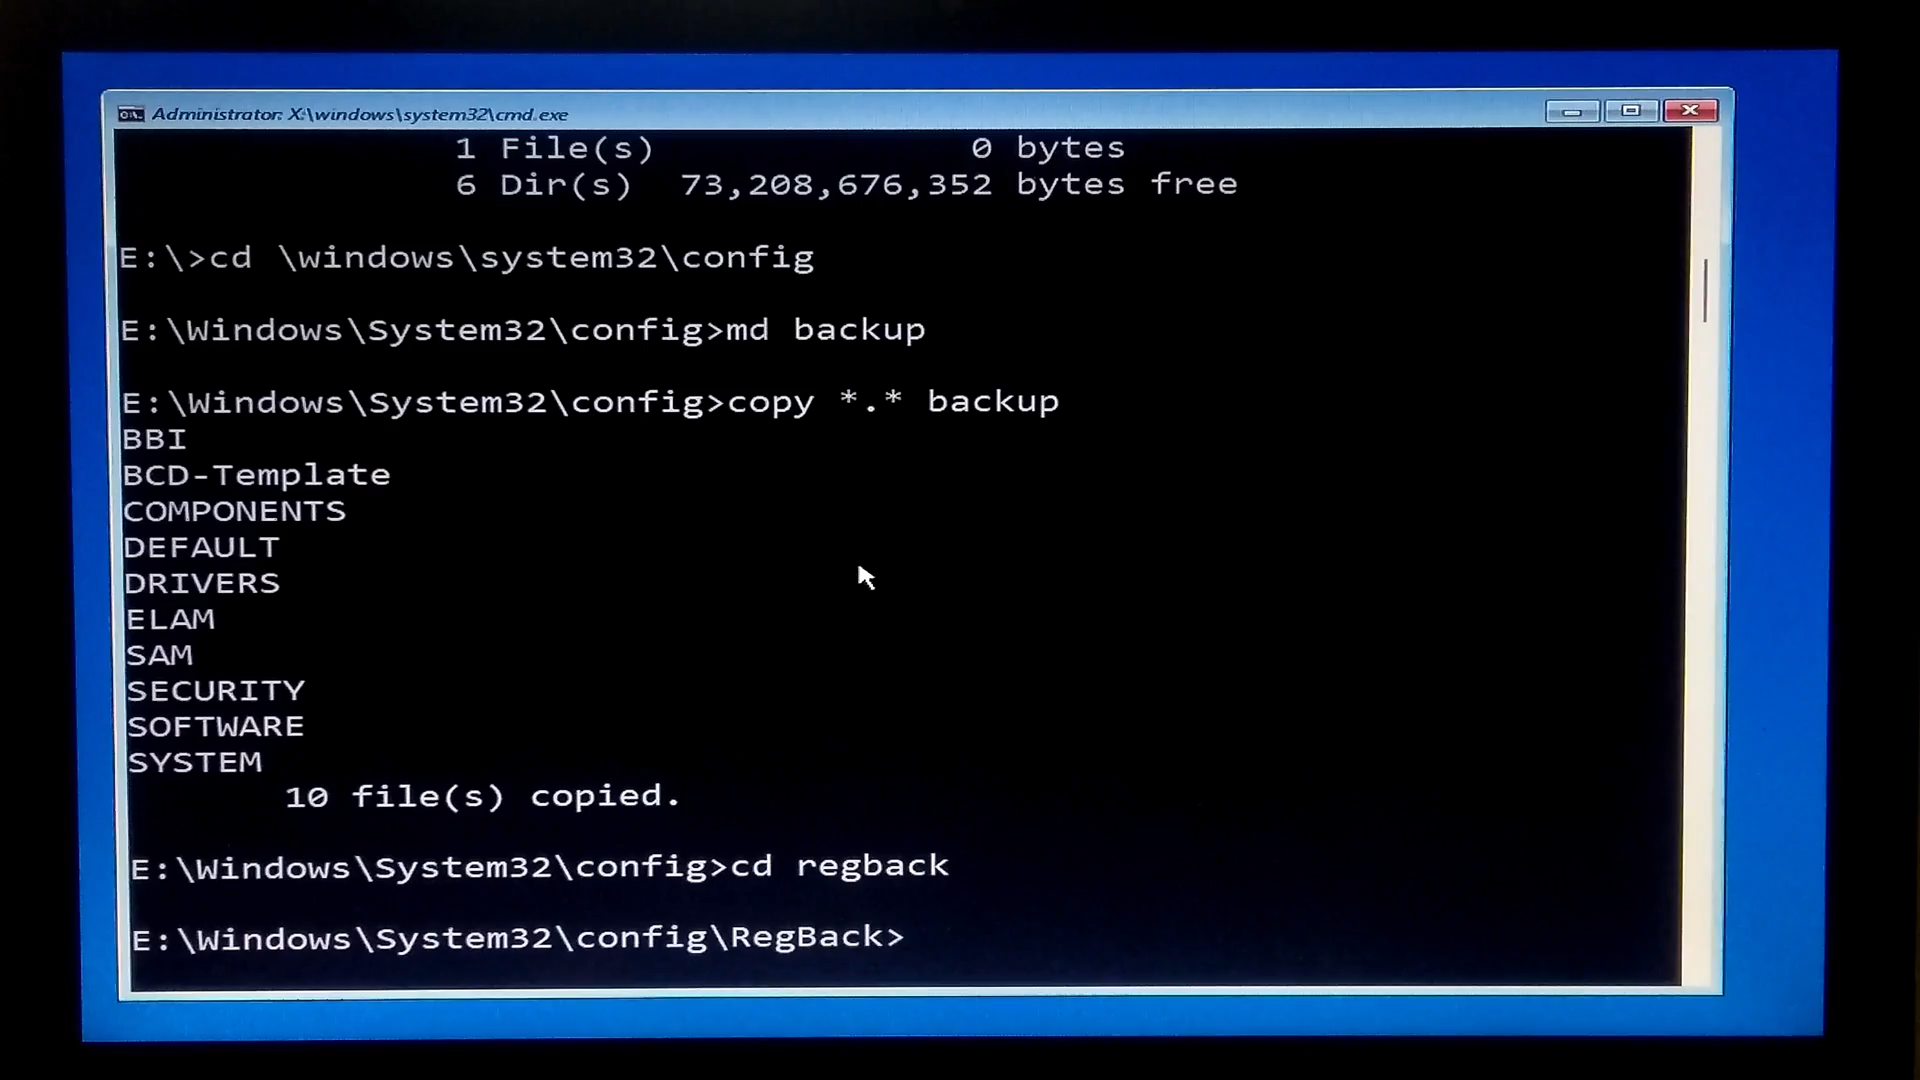 Administrator: X:\windows\system32\cmd.exe
1 File(s) 0 bytes
6 Dir(s) 73,208,676,352 bytes free
E:\>cd \windows\system32\config
E:\Windows\System32\config>md backup
E:\Windows\System32\config>copy *.* backup
BBI
BCD-Template
COMPONENTS
DEFAULT
DRIVERS
ELAM
SAM
SECURITY
SOFTWARE
SYSTEM
10 file(s) copied.
E:\Windows\System32\config>cd regback
E:\Windows\System32\config\RegBack>